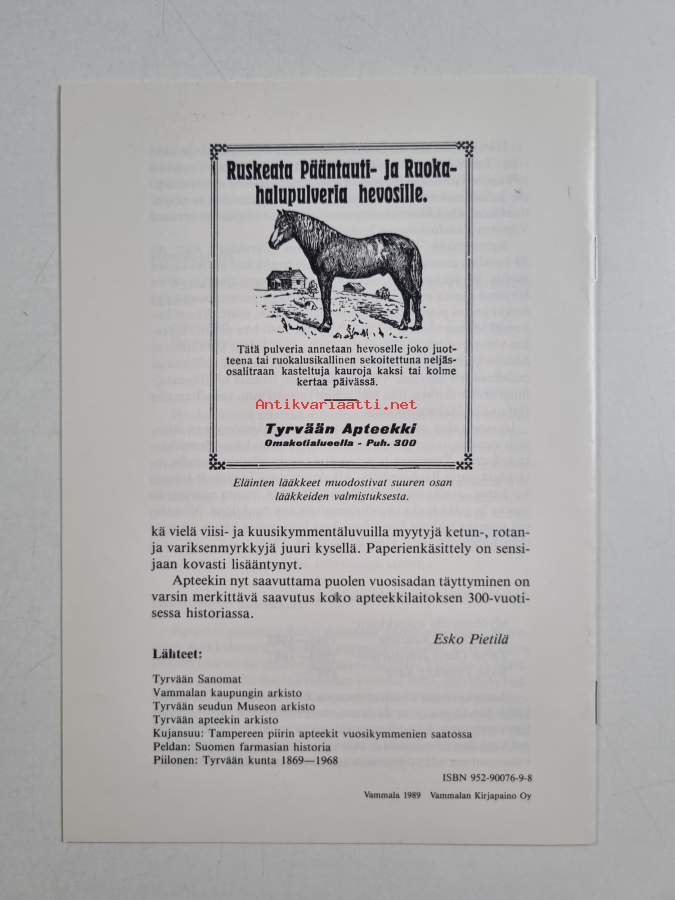 Ruskeata Pääntauti- ja Ruoka-
halupulveria hevosille.
Tätä pulveria annetaan hevoselle joko juot-
teena tai ruokalusikallinen sekoitettuna neljäs-
osalitraan kasteltuja kauroja kaksi tai kolme
kertaa päivässä.
Antikvariaatti.net
Tyrvään Apteekki
Omakotialueella - Puh. 300
Eläinten lääkkeet muodostivat suuren osan
lääkkeiden valmistuksesta.
kä vielä viisi- ja kuusikymmentäluvuilla myytyjä ketun-, rotan-
ja variksenmyrkkyjä juuri kysellä. Paperienkäsittely on sensi-
jaan kovasti lisääntynyt.
Apteekin nyt saavuttama puolen vuosisadan täyttyminen on
varsin merkittävä saavutus koko apteekkilaitoksen 300-vuoti-
sessa historiassa.
Esko Pietilä
Lähteet:
Tyrvään Sanomat
Vammalan kaupungin arkisto
Tyrvään seudun Museon arkisto
Tyrvään apteekin arkisto
Kujansuu: Tampereen piirin apteekit vuosikymmenien saatossa
Peldan: Suomen farmasian historia
Piilonen: Tyrvään kunta 1869—1968
ISBN 952-90076-9-8
Vammala 1989 Vammalan Kirjapaino Oy